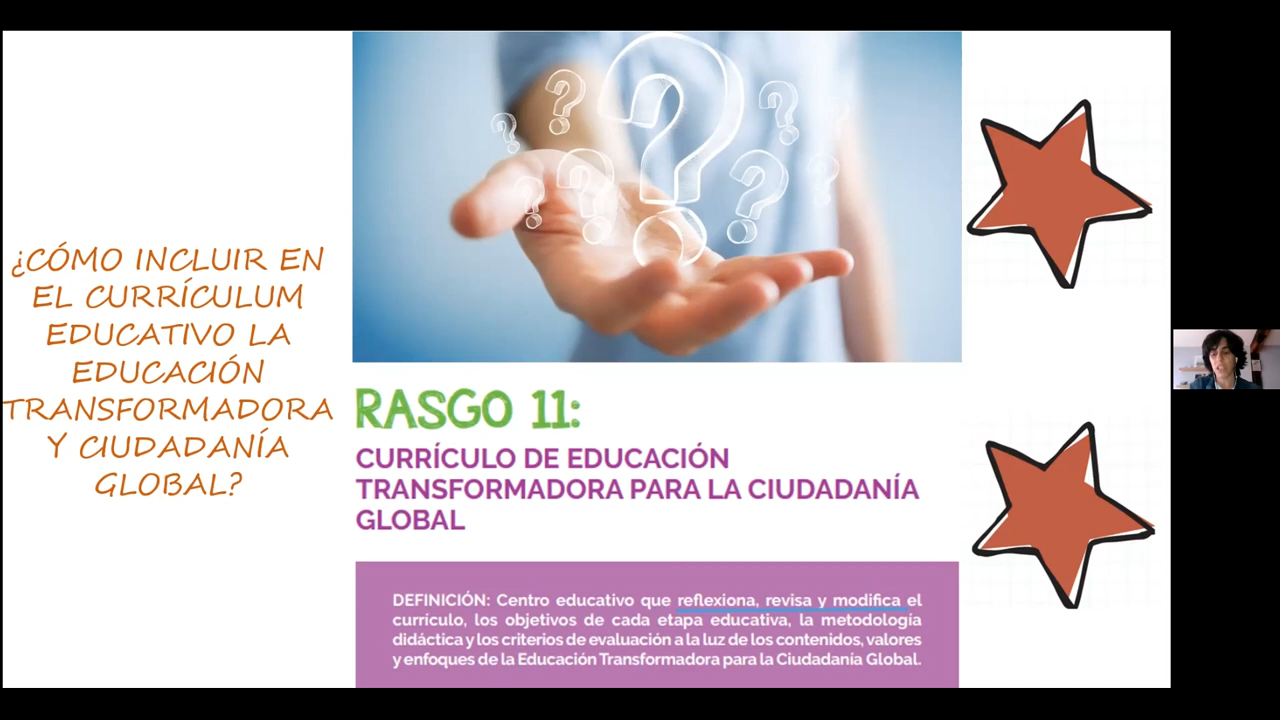 ¿CÓMO INCLUIR EN
EL CURRÍCULUM
EDUCATIVO LA
EDUCACIÓN
TRANSFORMADORA
Y CIUDADANÍA
GLOBAL?
RASGO 11:
CURRÍCULO DE EDUCACIÓN
TRANSFORMADORA PARA LA CIUDADANÍA
GLOBAL
DEFINICIÓN: Centro educativo que reflexiona, revisa y modifica el
currículo, los objetivos de cada etapa educativa, la metodología
didáctica y los criterios de evaluación a la luz de los contenidos, valores
y enfoques de la Educación Transformadora para la Ciudadanía Global.